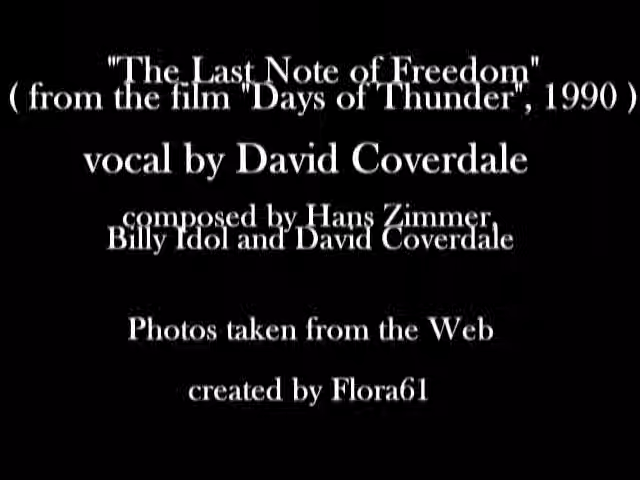 "The Last Note of Freedom"
( from the film "Days of Thunder", 1990 )
vocal by David Coverdale
composed by Hans Zimmer,
Billy Idol and David Coverdale
Photos taken from the Web
created by Flora61